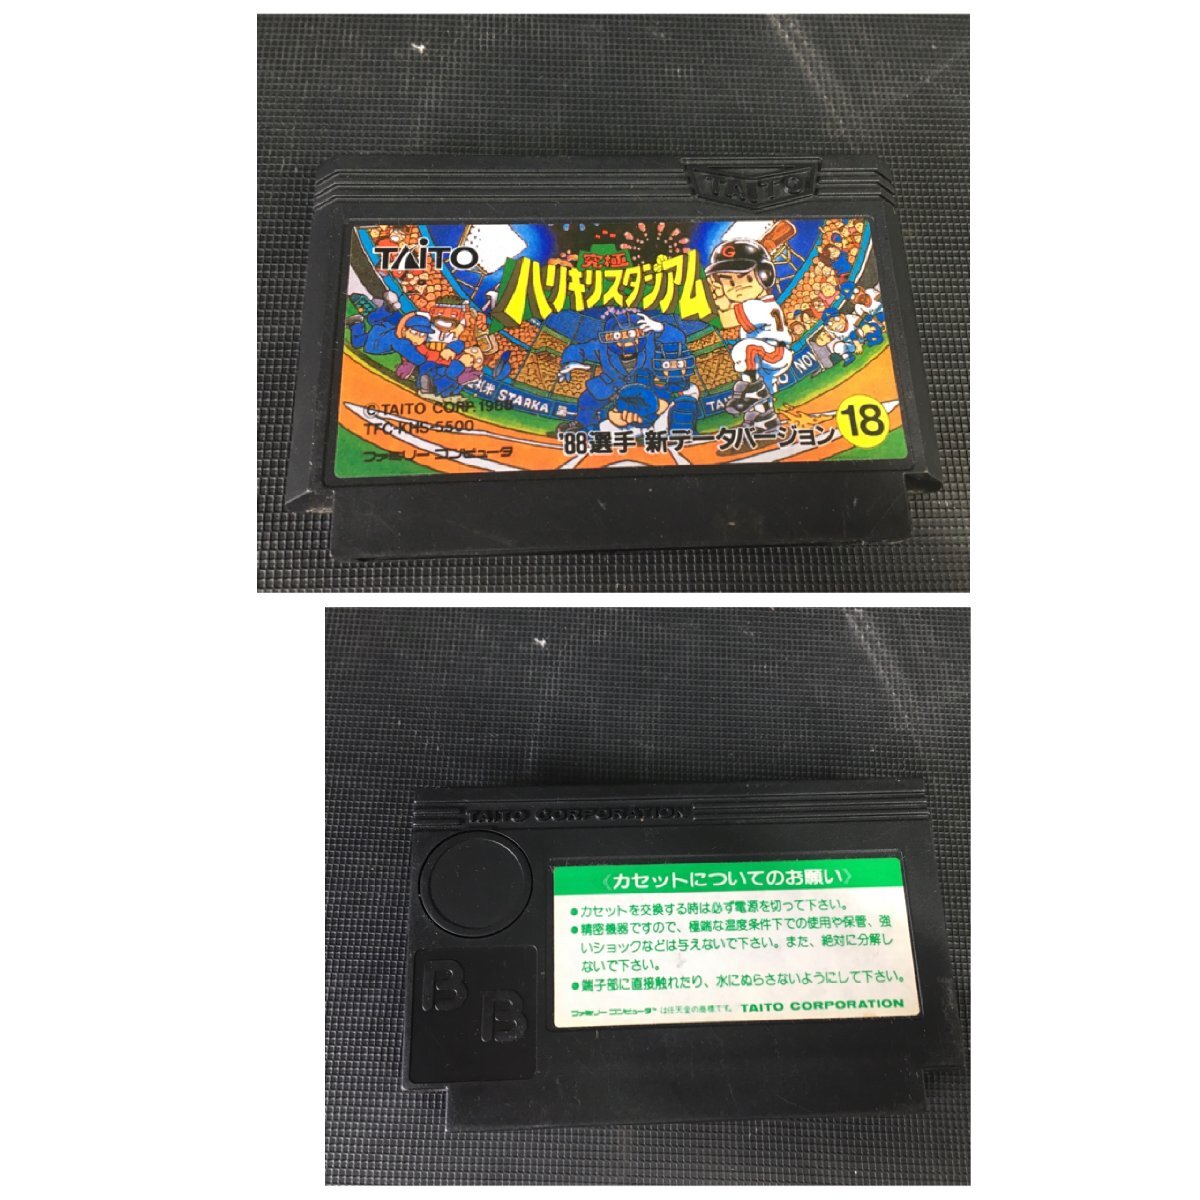 TAITO
TAITO
究極
ハリキリスタジアム
G
1
STARKA
©TAITO CORP.1988
TFC-KHS-5500
ファミリー コンピュータ
'88選手 新データバージョン
18
TAITO CORPORATION
《カセットについてのお願い》
●カセットを交換する時は必ず電源を切って下さい。
●精密機器ですので、極端な温度条件下での使用や保管、強
いショックなどは与えないで下さい。また、絶対に分解し
ないで下さい。
●端子部に直接触れたり、水にぬらさないようにして下さい。
ファミリー コンピュータ™は任天堂の商標です。 TAITO CORPORATION
B
B